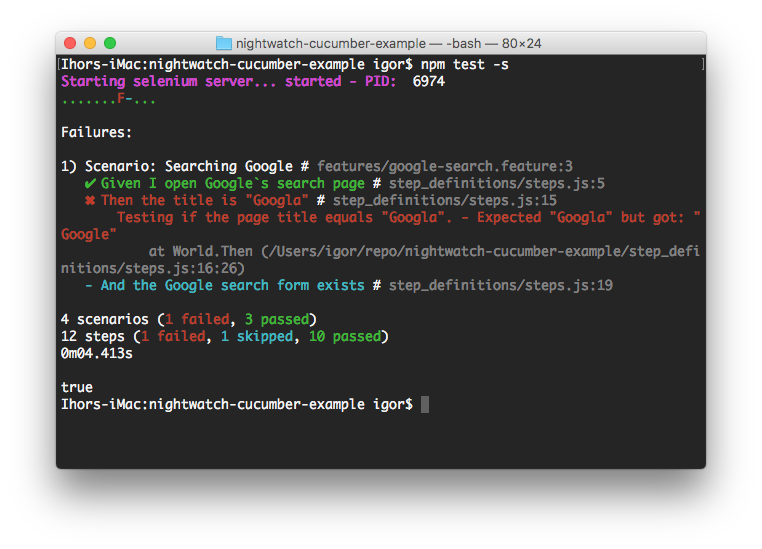 nightwatch-cucumber-example — -bash — 80×24
[Ihors-iMac:nightwatch-cucumber-example igor$ npm test -s ]
Starting selenium server... started - PID:  6974
.......F-...
Failures:
1) Scenario: Searching Google # features/google-search.feature:3
✔ Given I open Google`s search page # step_definitions/steps.js:5
✖ Then the title is "Googla" # step_definitions/steps.js:15
Testing if the page title equals "Googla". - Expected "Googla" but got: "
Google"
at World.Then (/Users/igor/repo/nightwatch-cucumber-example/step_defi
nitions/steps.js:16:26)
- And the Google search form exists # step_definitions/steps.js:19
4 scenarios (1 failed, 3 passed)
12 steps (1 failed, 1 skipped, 10 passed)
0m04.413s
true
Ihors-iMac:nightwatch-cucumber-example igor$